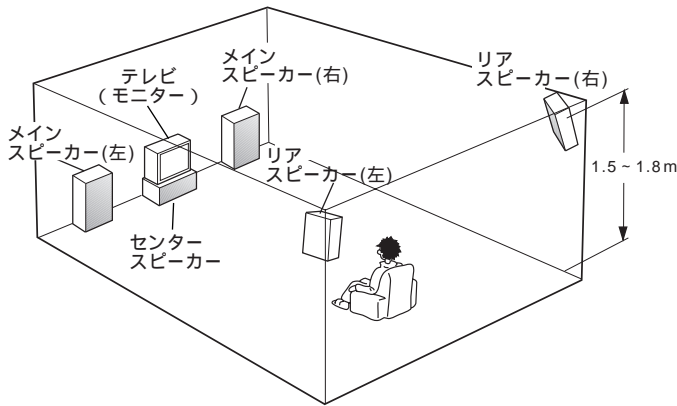 メイン
スピーカー(右)
リア
スピーカー(右)
テレビ
(モニター)
メイン
スピーカー(左)
リア
スピーカー(左)
1.5~1.8m
センター
スピーカー